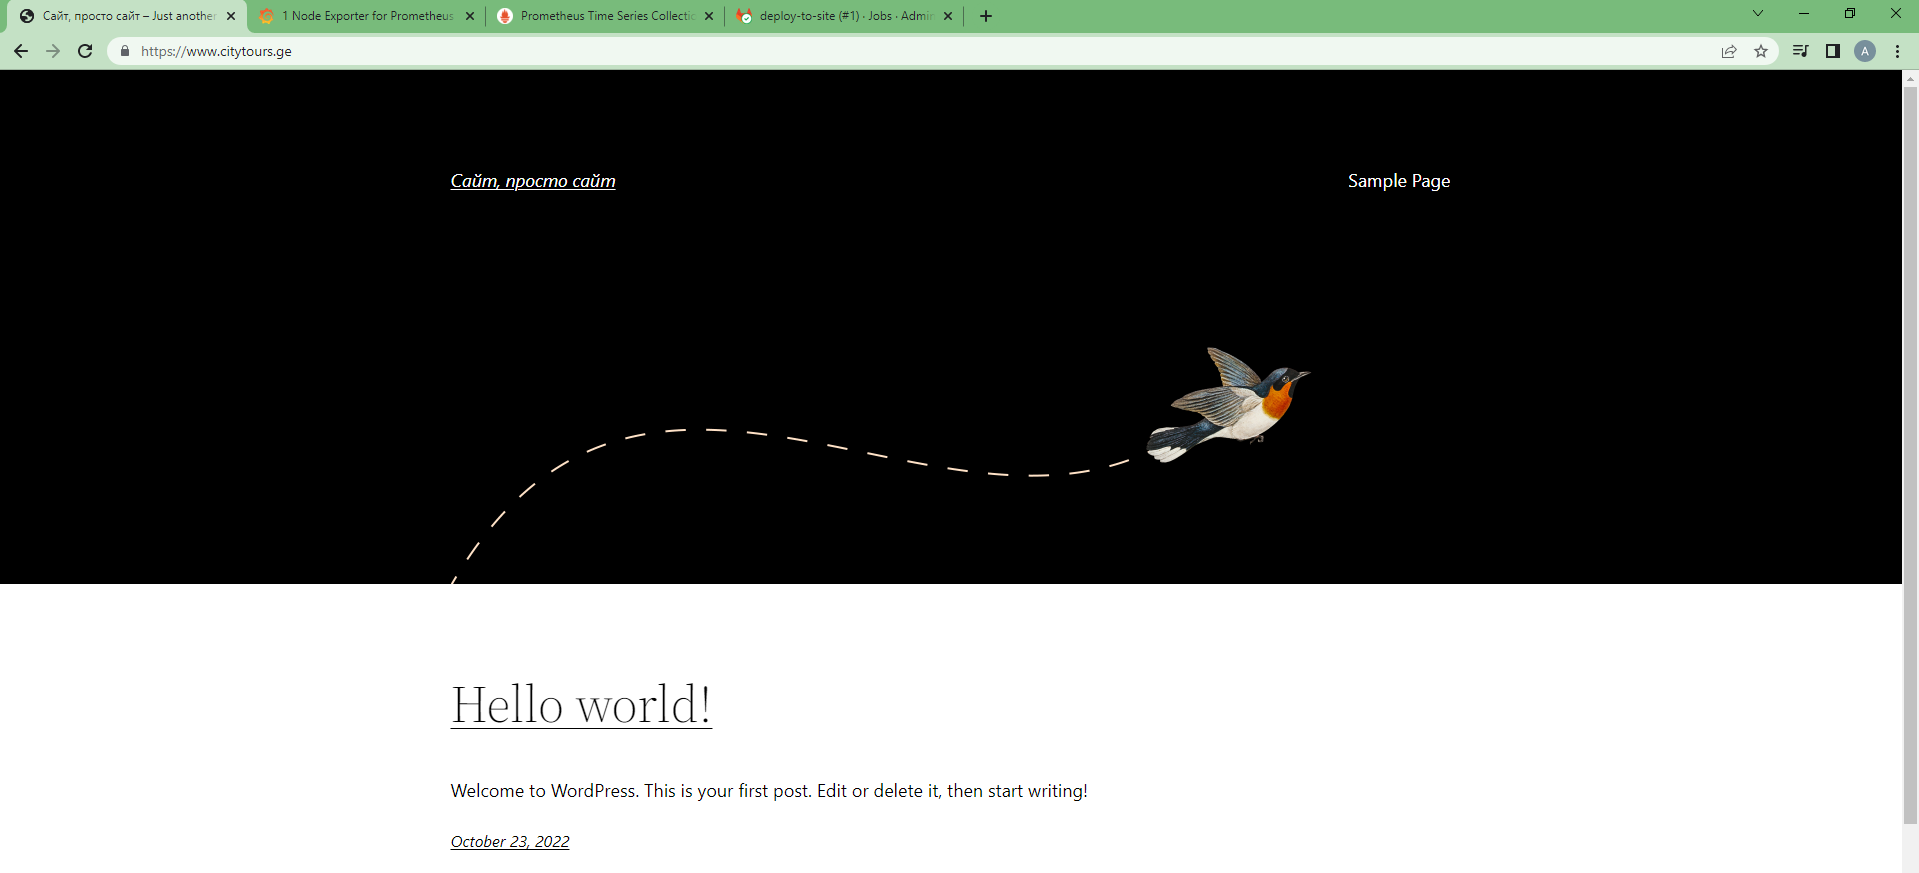 Сайт, просто сайт – Just another
1 Node Exporter for Prometheus
Prometheus Time Series Collectio
deploy-to-site (#1) · Jobs · Admin
https://www.citytours.ge
A
Сайт, просто сайт
Sample Page
Hello world!
Welcome to WordPress. This is your first post. Edit or delete it, then start writing!
October 23, 2022